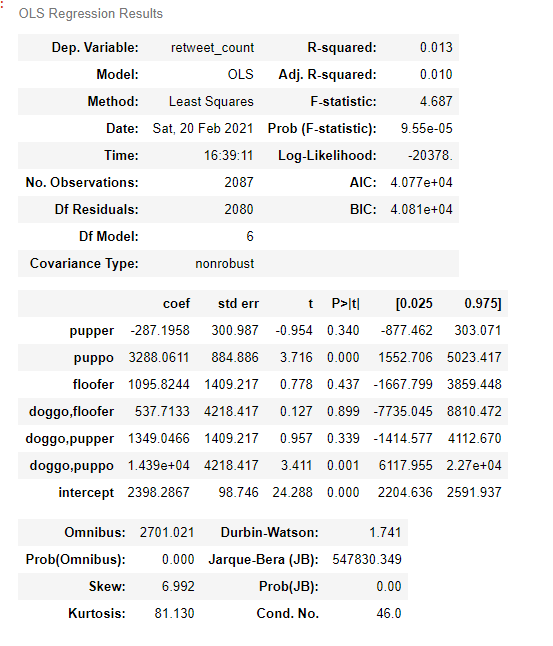 OLS Regression Results
Dep. Variable: retweet_count R-squared: 0.013
Model: OLS Adj. R-squared: 0.010
Method: Least Squares F-statistic: 4.687
Date: Sat, 20 Feb 2021 Prob (F-statistic): 9.55e-05
Time: 16:39:11 Log-Likelihood: -20378.
No. Observations: 2087 AIC: 4.077e+04
Df Residuals: 2080 BIC: 4.081e+04
Df Model: 6
Covariance Type: nonrobust
coef std err t P>|t| [0.025 0.975]
pupper -287.1958 300.987 -0.954 0.340 -877.462 303.071
puppo 3288.0611 884.886 3.716 0.000 1552.706 5023.417
floofer 1095.8244 1409.217 0.778 0.437 -1667.799 3859.448
doggo,floofer 537.7133 4218.417 0.127 0.899 -7735.045 8810.472
doggo,pupper 1349.0466 1409.217 0.957 0.339 -1414.577 4112.670
doggo,puppo 1.439e+04 4218.417 3.411 0.001 6117.955 2.27e+04
intercept 2398.2867 98.746 24.288 0.000 2204.636 2591.937
Omnibus: 2701.021 Durbin-Watson: 1.741
Prob(Omnibus): 0.000 Jarque-Bera (JB): 547830.349
Skew: 6.992 Prob(JB): 0.00
Kurtosis: 81.130 Cond. No. 46.0